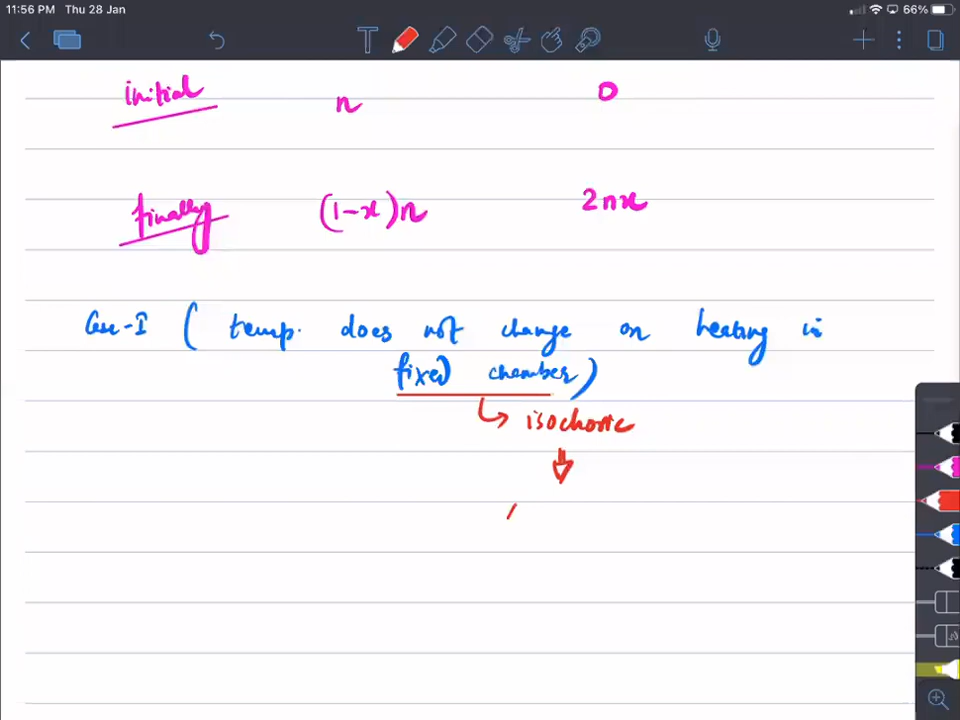 11:56 PM Thu 28 Jan 66%
T
initial n 0
finally (1-x)n 2nx
Case-I ( temp. does not change on heating in
fixed chamber)
↳ isochoric